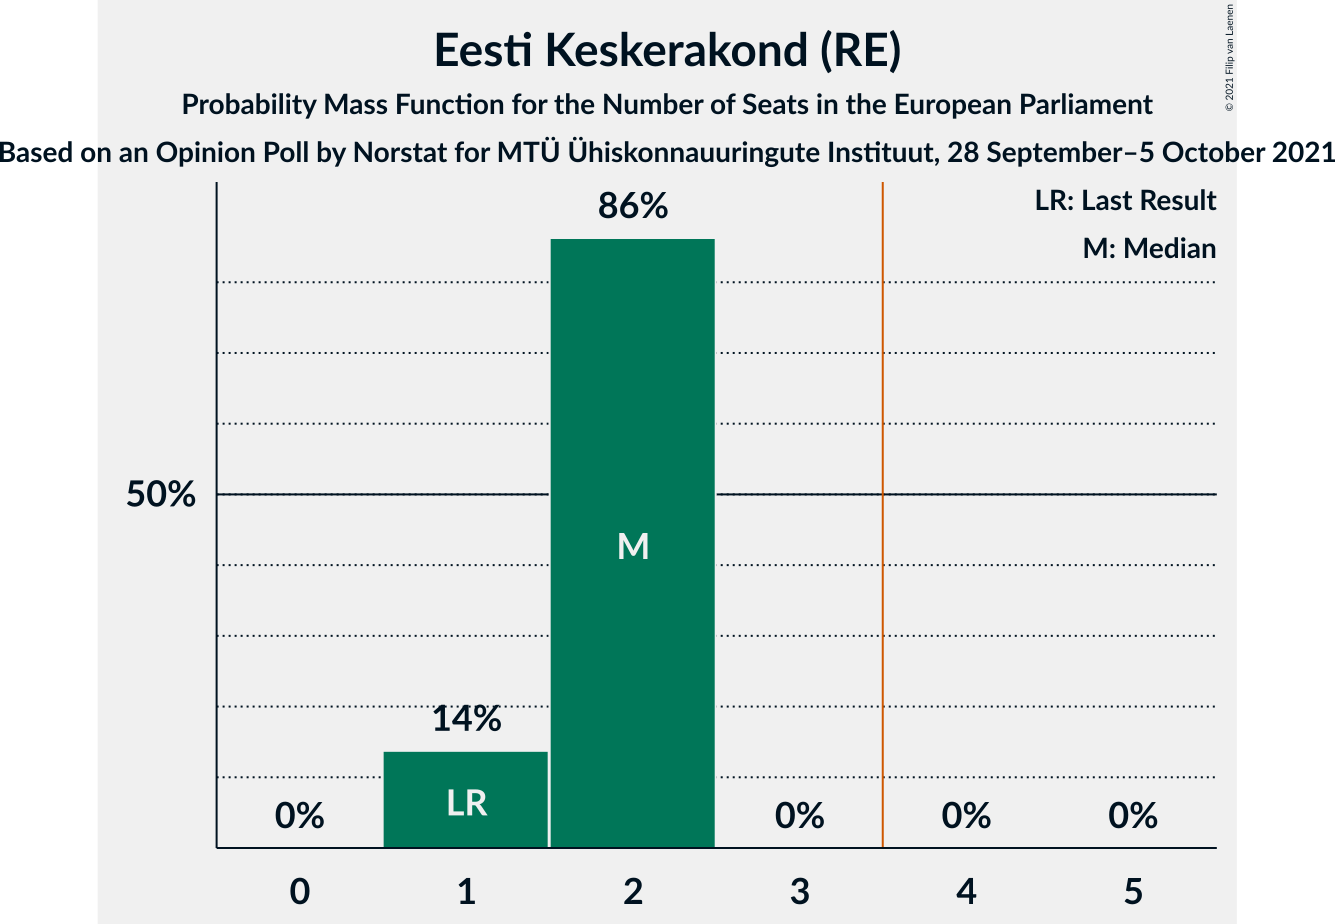 Eesti Keskerakond (RE)
Probability Mass Function for the Number of Seats in the European Parliament
Based on an Opinion Poll by Norstat for MTÜ Ühiskonnauuringute Instituut, 28 September–5 October 2021
© 2021 Filip van Laenen
LR: Last Result
M: Median
86%
50%
M
14%
LR
0%
0%
0%
0%
0
1
2
3
4
5